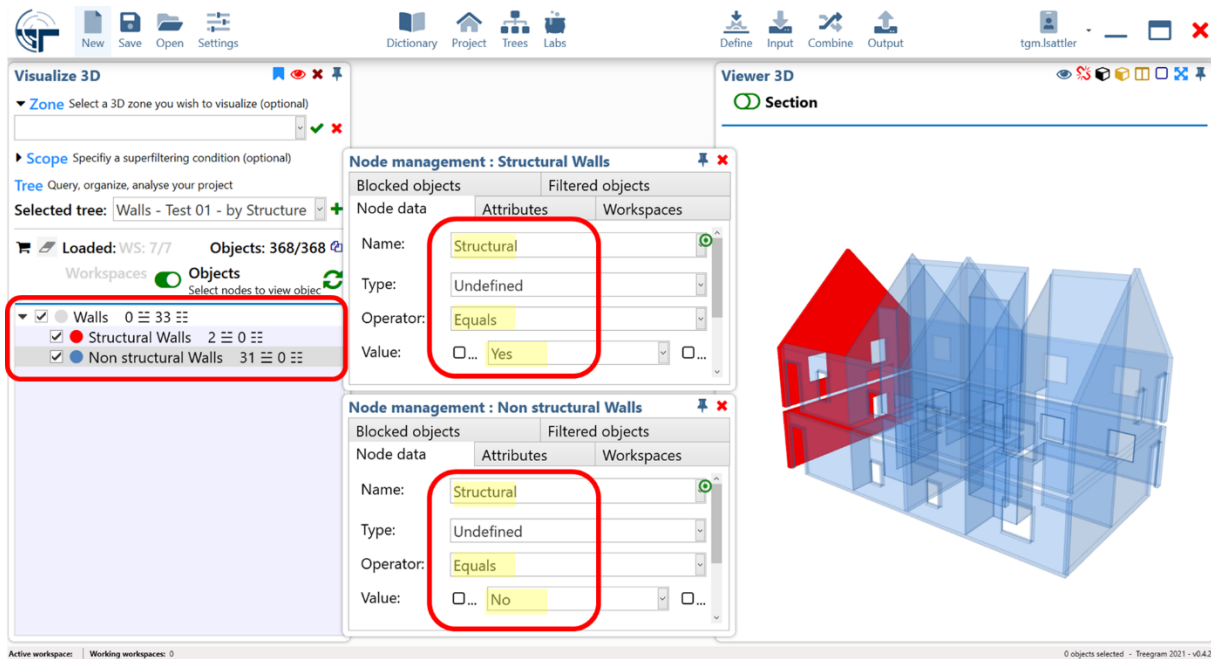 New Save Open Settings Dictionary Project Trees Labs Define Input Combine Output tgm.lsattler
Visualize 3D
Zone Select a 3D zone you wish to visualize (optional)
Scope Specifiy a superfiltering condition (optional)
Tree Query, organize, analyse your project
Selected tree: Walls - Test 01 - by Structure
Loaded: WS: 7/7 Objects: 368/368
Workspaces Objects
Select nodes to view objec
Walls 0 33
Structural Walls 2 0
Non structural Walls 31 0
Node management : Structural Walls
Blocked objects Filtered objects
Node data Attributes Workspaces
Name: Structural
Type: Undefined
Operator: Equals
Value: ... Yes ...
Node management : Non structural Walls
Blocked objects Filtered objects
Node data Attributes Workspaces
Name: Structural
Type: Undefined
Operator: Equals
Value: ... No ...
Viewer 3D
Section
Active workspace: Working workspaces: 0
0 objects selected - Treegram 2021 - v0.4.2